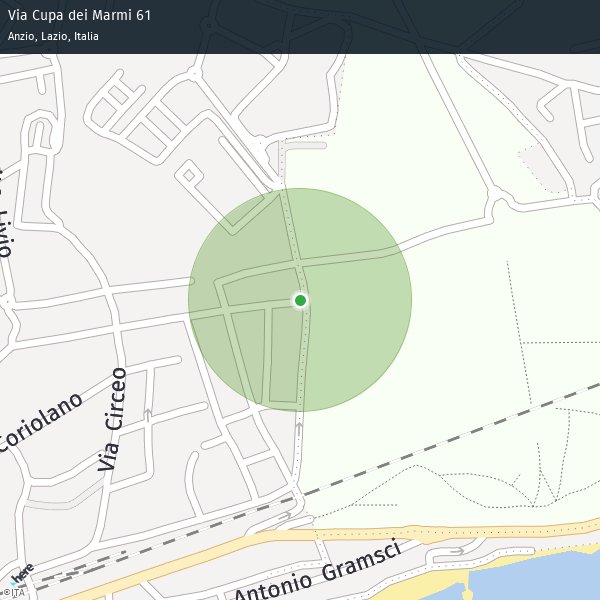 Via Cupa dei Marmi 61
Anzio, Lazio, Italia
Livio
Coriolano
Via Circeo
Antonio Gramsci
here
©ITA